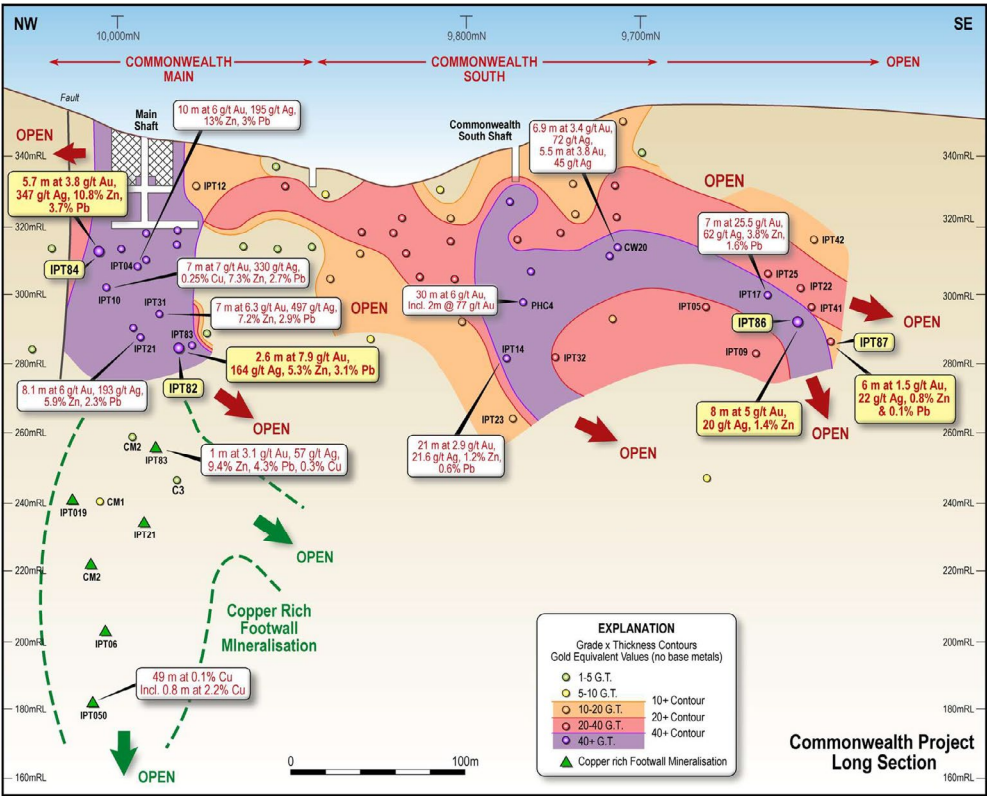 NW
10,000mN
9,800mN
9,700mN
SE
COMMONWEALTH
MAIN
COMMONWEALTH
SOUTH
OPEN
Fault
Main
Shaft
10 m at 6 g/t Au, 195 g/t Ag,
13% Zn, 3% Pb
Commonwealth
South Shaft
6.9 m at 3.4 g/t Au,
72 g/t Ag,
5.5 m at 3.8 Au,
45 g/t Ag
OPEN
340mRL
340mRL
5.7 m at 3.8 g/t Au,
347 g/t Ag, 10.8% Zn,
3.7% Pb
IPT12
OPEN
7 m at 25.5 g/t Au,
62 g/t Ag, 3.8% Zn,
1.6% Pb
320mRL
320mRL
IPT42
CW20
IPT84
IPT04
7 m at 7 g/t Au, 330 g/t Ag,
0.25% Cu, 7.3% Zn, 2.7% Pb
IPT25
IPT22
IPT17
IPT10
300mRL
300mRL
30 m at 6 g/t Au,
Incl. 2m @ 77 g/t Au
PHC4
IPT05
IPT41
OPEN
IPT31
7 m at 6.3 g/t Au, 497 g/t Ag,
7.2% Zn, 2.9% Pb
OPEN
IPT86
IPT83
IPT21
IPT14
IPT32
IPT09
IPT87
280mRL
280mRL
2.6 m at 7.9 g/t Au,
164 g/t Ag, 5.3% Zn, 3.1% Pb
8.1 m at 6 g/t Au, 193 g/t Ag,
5.9% Zn, 2.3% Pb
IPT82
6 m at 1.5 g/t Au,
22 g/t Ag, 0.8% Zn
& 0.1% Pb
8 m at 5 g/t Au,
20 g/t Ag, 1.4% Zn
IPT23
OPEN
OPEN
260mRL
260mRL
CM2
IPT83
1 m at 3.1 g/t Au, 57 g/t Ag,
9.4% Zn, 4.3% Pb, 0.3% Cu
21 m at 2.9 g/t Au,
21.6 g/t Ag, 1.2% Zn,
0.6% Pb
OPEN
C3
240mRL
240mRL
IPT019
CM1
IPT21
OPEN
220mRL
220mRL
CM2
Copper Rich
Footwall
Mineralisation
200mRL
200mRL
IPT06
49 m at 0.1% Cu
Incl. 0.8 m at 2.2% Cu
180mRL
180mRL
IPT050
OPEN
160mRL
160mRL
0
100m
EXPLANATION
Grade x Thickness Contours
Gold Equivalent Values (no base metals)
1-5 G.T.
5-10 G.T.
10-20 G.T.
10+ Contour
20-40 G.T.
20+ Contour
40+ G.T.
40+ Contour
Copper rich Footwall Mineralisation
Commonwealth Project
Long Section